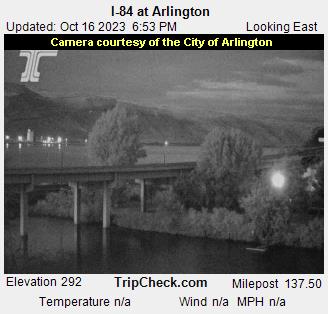 I-84 at Arlington
Updated: Oct 16 2023 6:53 PM Looking East
Camera courtesy of the City of Arlington
Elevation 292 TripCheck.com Milepost 137.50
Temperature n/a Wind n/a MPH n/a